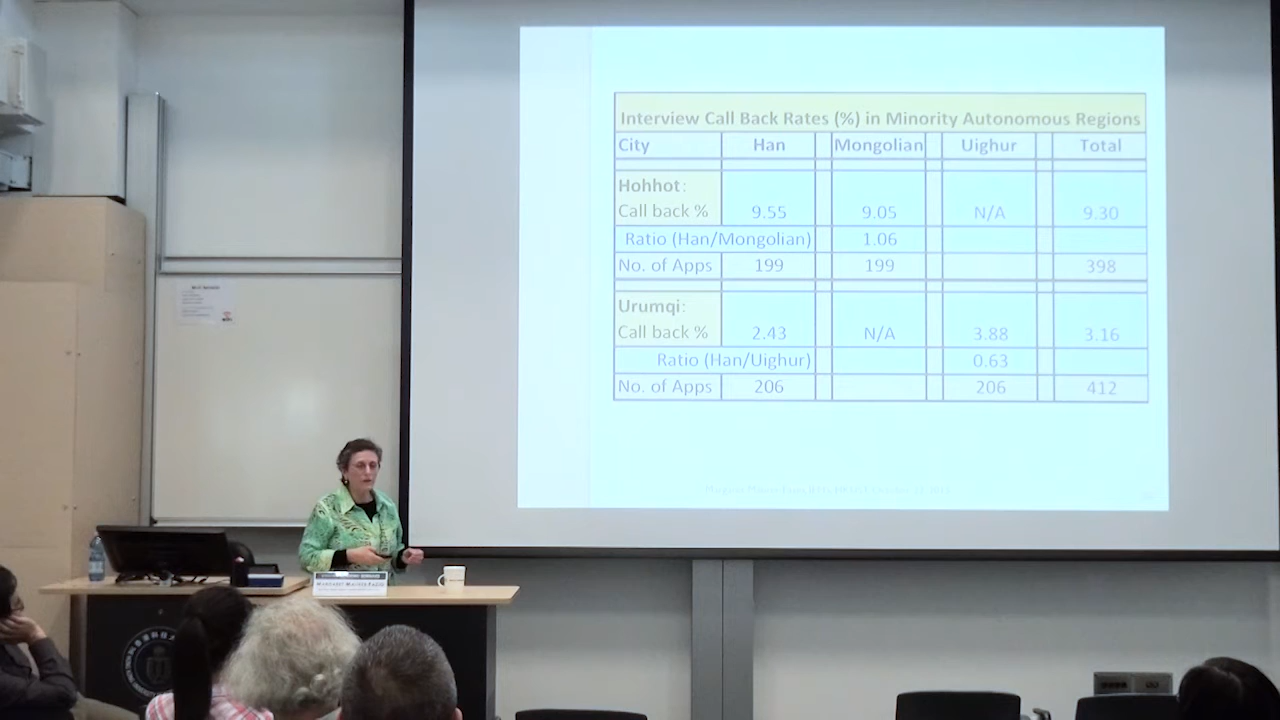 Interview Call Back Rates (%) in Minority Autonomous Regions
City Han Mongolian Uighur Total
Hohhot:
Call back % 9.55 9.05 N/A 9.30
Ratio (Han/Mongolian) 1.06
No. of Apps 199 199 398
Urumqi:
Call back % 2.43 N/A 3.88 3.16
Ratio (Han/Uighur) 0.63
No. of Apps 206 206 412